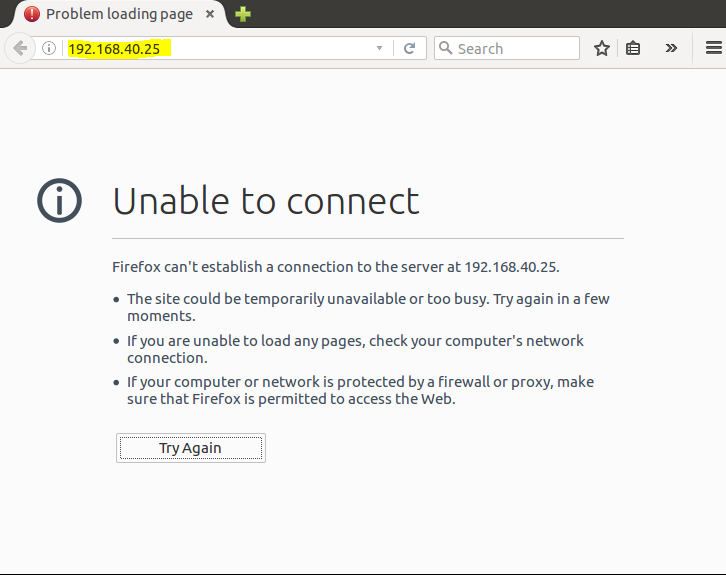 Problem loading page
192.168.40.25
Search
Unable to connect
Firefox can't establish a connection to the server at 192.168.40.25.
The site could be temporarily unavailable or too busy. Try again in a few
moments.
If you are unable to load any pages, check your computer's network
connection.
If your computer or network is protected by a firewall or proxy, make
sure that Firefox is permitted to access the Web.
Try Again